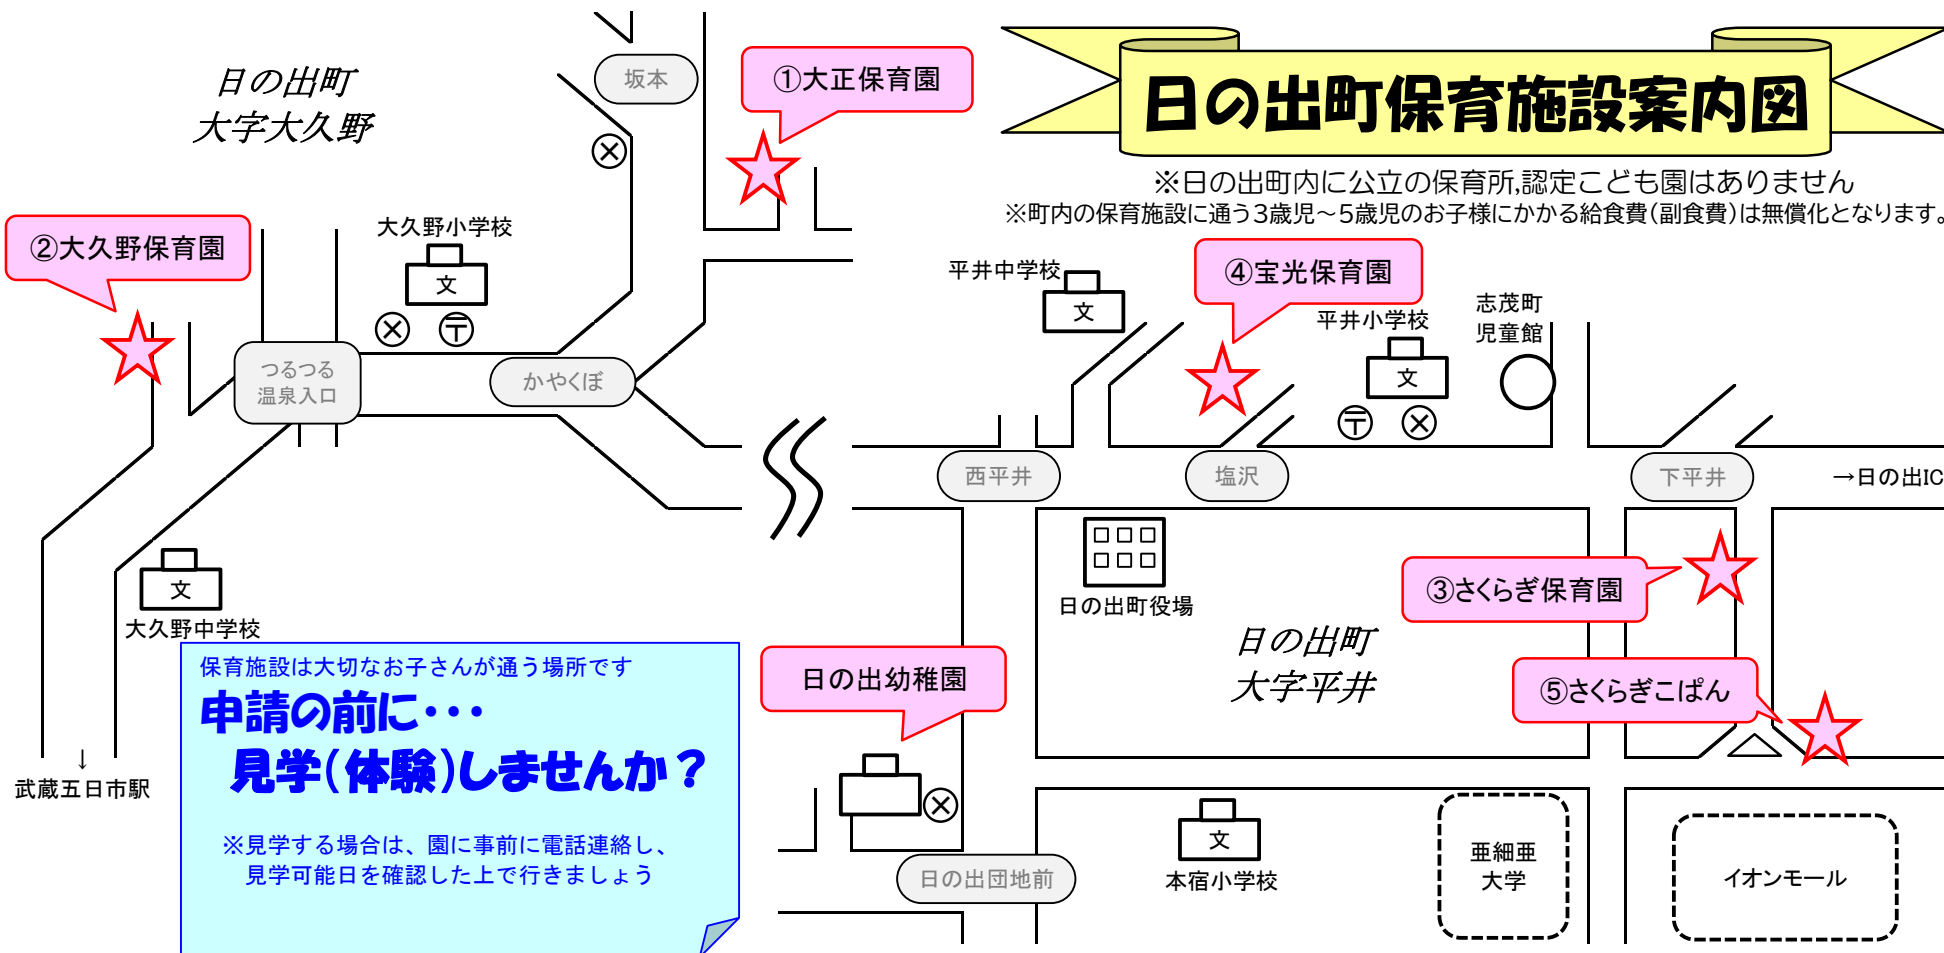 日の出町保育施設案内図
※日の出町内に公立の保育所,認定こども園はありません
※町内の保育施設に通う3歳児～5歳児のお子様にかかる給食費(副食費)は無償化となります。
日の出町
大字大久野
坂本
①大正保育園
②大久野保育園
大久野小学校
文
〒
つるつる
温泉入口
かやくぼ
平井中学校
文
④宝光保育園
平井小学校
文
〒
志茂町
児童館
西平井
塩沢
下平井
→日の出IC
文
大久野中学校
日の出町役場
日の出町
大字平井
③さくらぎ保育園
⑤さくらぎこぱん
日の出幼稚園
↓
武蔵五日市駅
保育施設は大切なお子さんが通う場所です
申請の前に・・・
見学(体験)しませんか？
※見学する場合は、園に事前に電話連絡し、
見学可能日を確認した上で行きましょう
日の出団地前
文
本宿小学校
亜細亜
大学
イオンモール